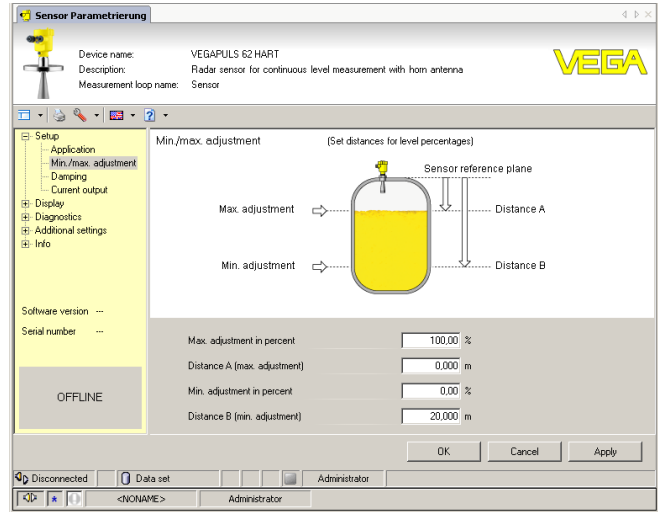 Sensor Parametrierung
Device name: VEGAPULS 62 HART
Description: Radar sensor for continuous level measurement with horn antenna
Measurement loop name: Sensor
VEGA
Setup
Application
Min./max. adjustment
Damping
Current output
Display
Diagnostics
Additional settings
Info
Software version ---
Serial number ---
OFFLINE
Min./max. adjustment (Set distances for level percentages)
Sensor reference plane
Max. adjustment
Distance A
Min. adjustment
Distance B
Max. adjustment in percent 100,00 %
Distance A (max. adjustment) 0,000 m
Min. adjustment in percent 0,00 %
Distance B (min. adjustment) 20,000 m
OK Cancel Apply
Disconnected Data set Administrator
<NONAME> Administrator